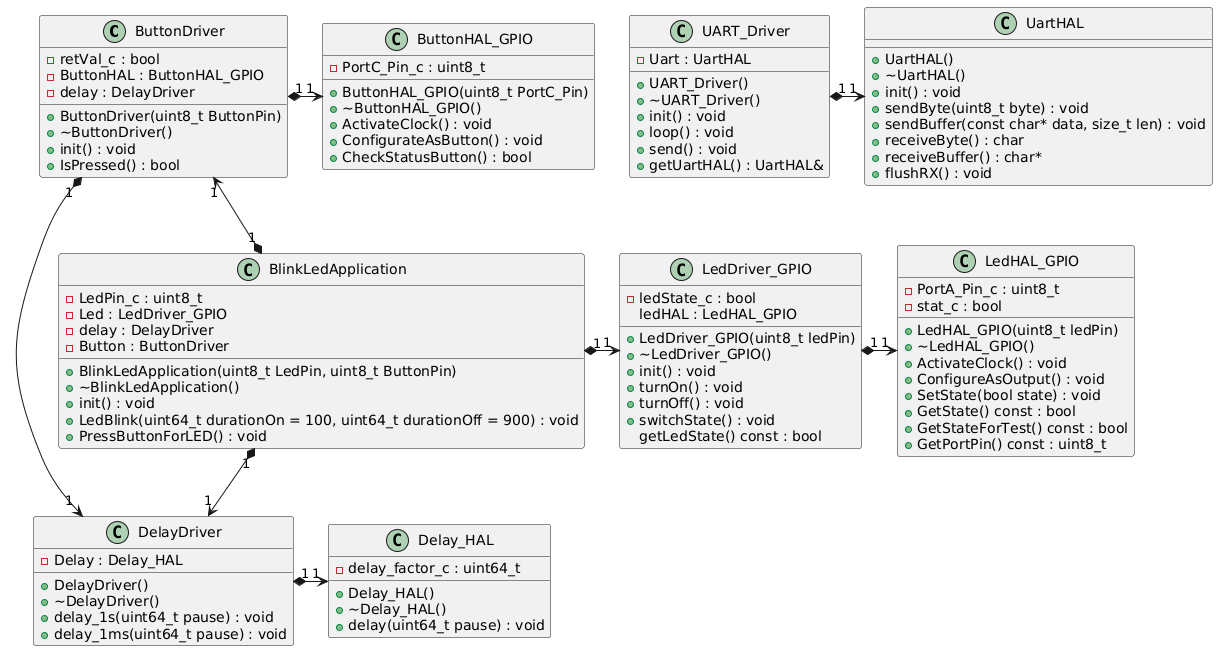 C ButtonDriver
retVal_c : bool
ButtonHAL : ButtonHAL_GPIO
delay : DelayDriver
ButtonDriver(uint8_t ButtonPin)
~ButtonDriver()
init() : void
IsPressed() : bool
1 1
C ButtonHAL_GPIO
PortC_Pin_c : uint8_t
ButtonHAL_GPIO(uint8_t PortC_Pin)
~ButtonHAL_GPIO()
ActivateClock() : void
ConfigurateAsButton() : void
CheckStatusButton() : bool
C UART_Driver
Uart : UartHAL
UART_Driver()
~UART_Driver()
init() : void
loop() : void
send() : void
getUartHAL() : UartHAL&
1 1
C UartHAL
UartHAL()
~UartHAL()
init() : void
sendByte(uint8_t byte) : void
sendBuffer(const char* data, size_t len) : void
receiveByte() : char
receiveBuffer() : char*
flushRX() : void
1
1
1
C BlinkLedApplication
LedPin_c : uint8_t
Led : LedDriver_GPIO
delay : DelayDriver
Button : ButtonDriver
BlinkLedApplication(uint8_t LedPin, uint8_t ButtonPin)
~BlinkLedApplication()
init() : void
LedBlink(uint64_t durationOn = 100, uint64_t durationOff = 900) : void
PressButtonForLED() : void
1 1
C LedDriver_GPIO
ledState_c : bool
ledHAL : LedHAL_GPIO
LedDriver_GPIO(uint8_t ledPin)
~LedDriver_GPIO()
init() : void
turnOn() : void
turnOff() : void
switchState() : void
getLedState() const : bool
1 1
C LedHAL_GPIO
PortA_Pin_c : uint8_t
stat_c : bool
LedHAL_GPIO(uint8_t ledPin)
~LedHAL_GPIO()
ActivateClock() : void
ConfigureAsOutput() : void
SetState(bool state) : void
GetState() const : bool
GetStateForTest() const : bool
GetPortPin() const : uint8_t
1
1
1
C DelayDriver
Delay : Delay_HAL
DelayDriver()
~DelayDriver()
delay_1s(uint64_t pause) : void
delay_1ms(uint64_t pause) : void
1 1
C Delay_HAL
delay_factor_c : uint64_t
Delay_HAL()
~Delay_HAL()
delay(uint64_t pause) : void